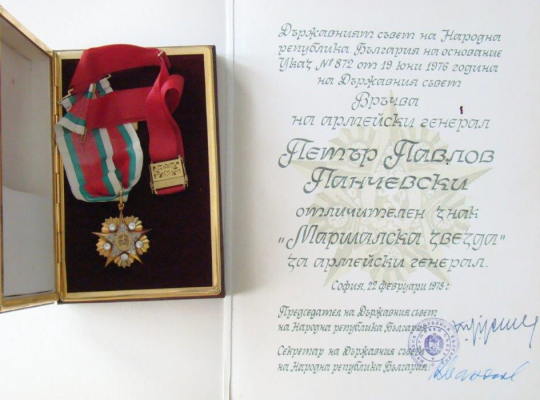 Държавният съвет на Народна
република България на основание
Указ № 872 от 19 юни 1976 година
на Държавния съвет
Връчва
на армейски генерал
Петър Павлов
Панчевски
отличителен знак
„Маршалска звезда”
за армейски генерал.
София, 22 февруари 1978 г.
Председател на Държавния съвет
на Народна република България:
Секретар на Държавния съвет
на Народна република България: